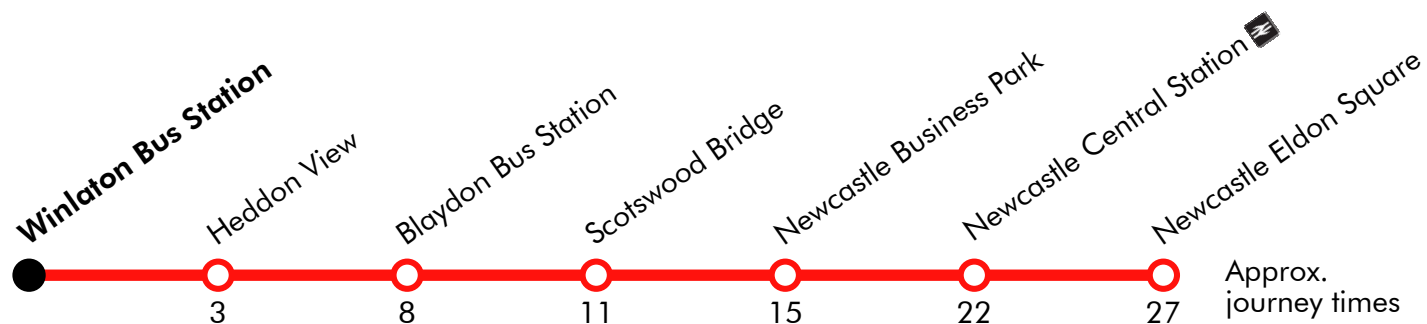 Winlaton Bus Station
Heddon View
Blaydon Bus Station
Scotswood Bridge
Newcastle Business Park
Newcastle Central Station
Newcastle Eldon Square
3
8
11
15
22
27
Approx.
journey times